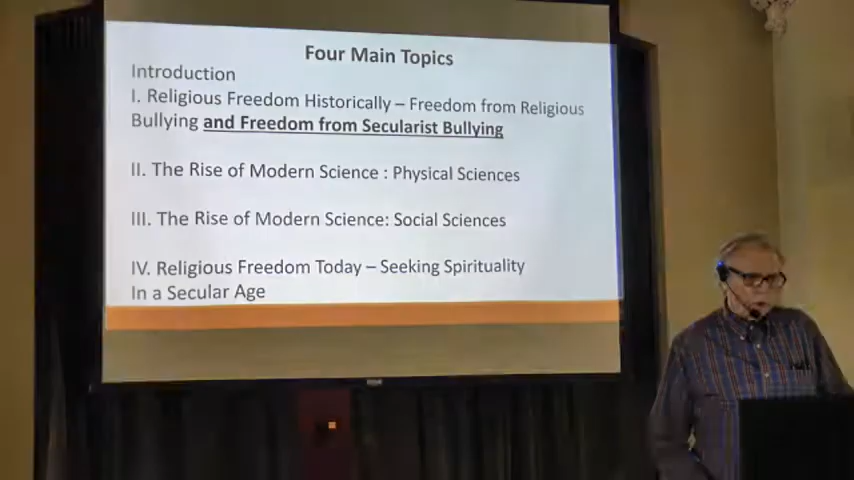 Four Main Topics
Introduction
I. Religious Freedom Historically – Freedom from Religious
Bullying and Freedom from Secularist Bullying
II. The Rise of Modern Science : Physical Sciences
III. The Rise of Modern Science: Social Sciences
IV. Religious Freedom Today – Seeking Spirituality
In a Secular Age